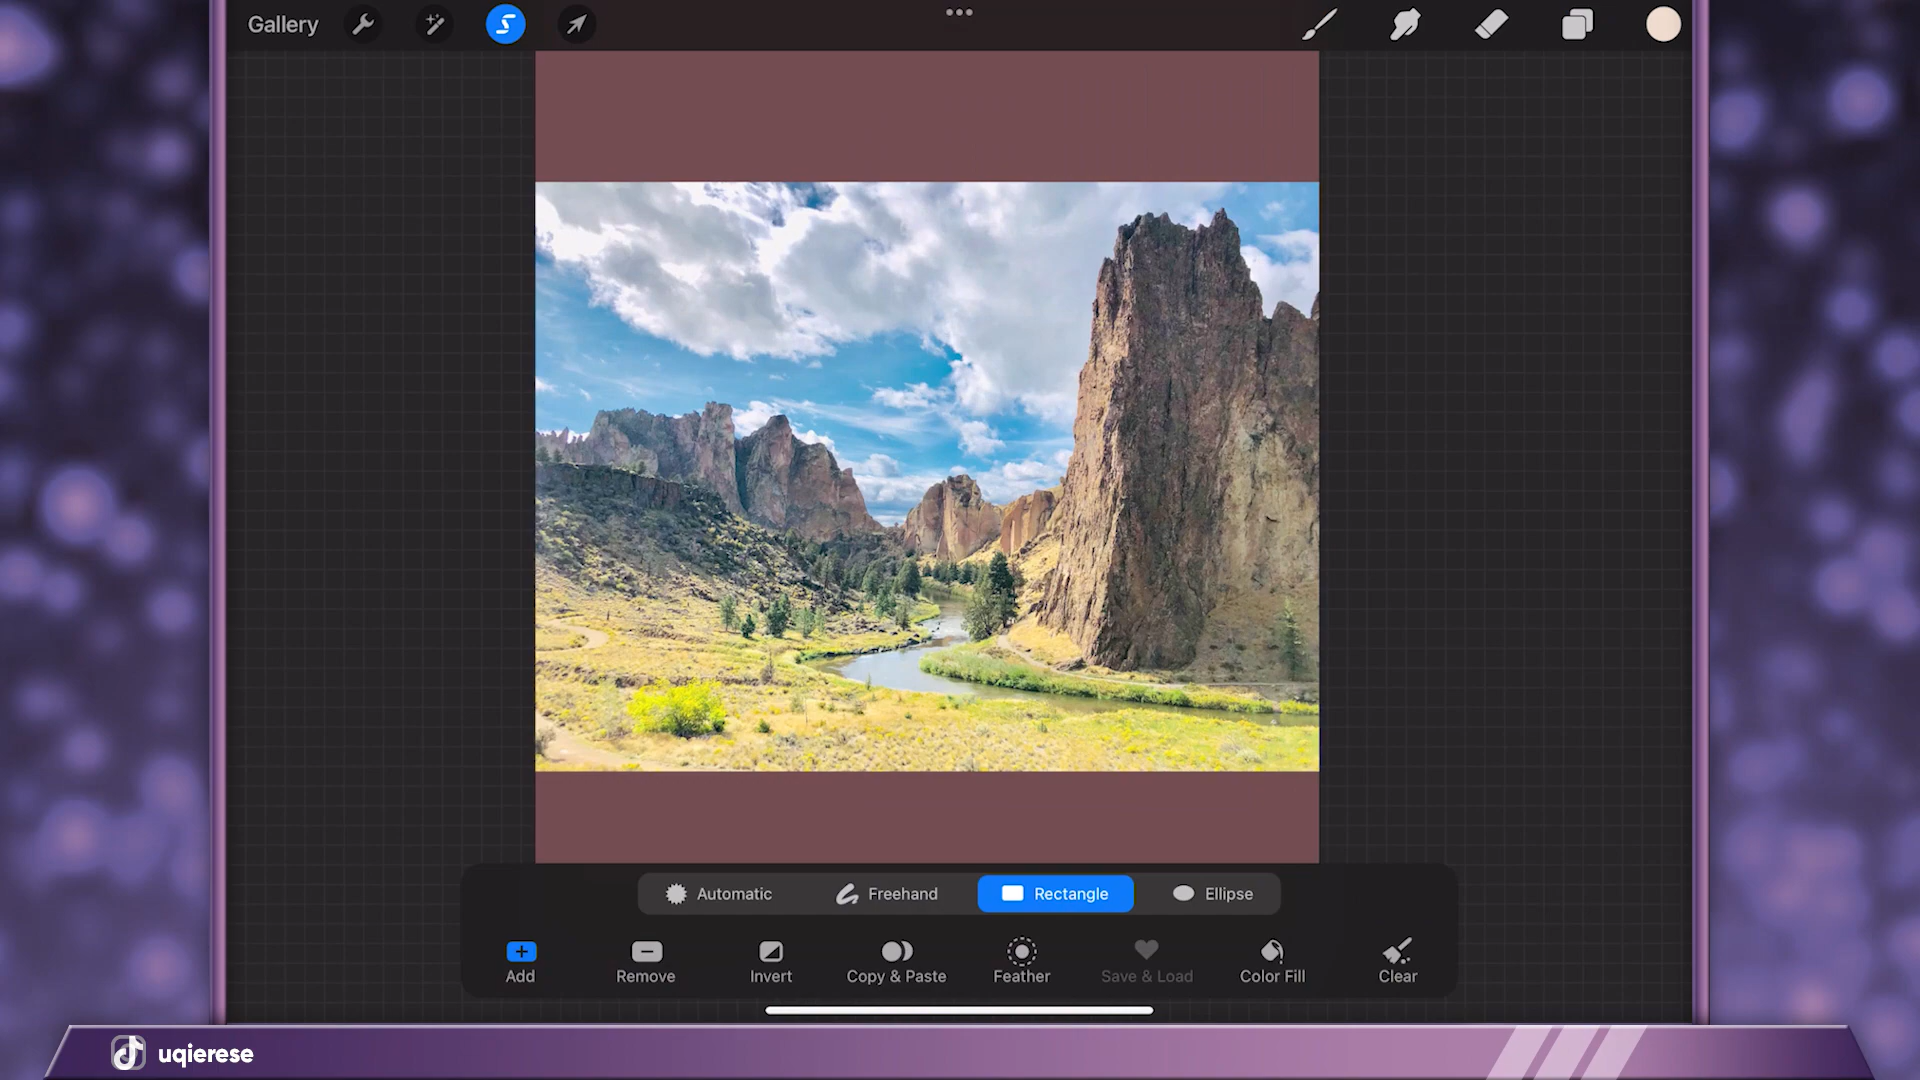 Gallery
Automatic Freehand Rectangle Ellipse
Add Remove Invert Copy & Paste Feather Save & Load Color Fill Clear
uqierese